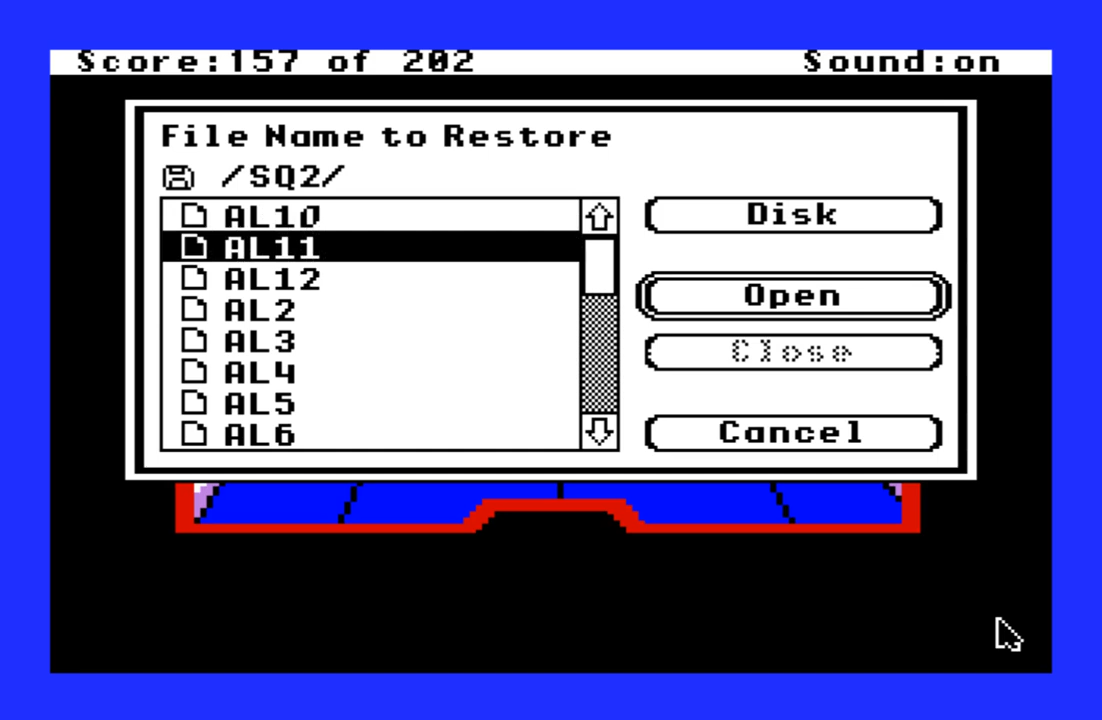 Score:157 of 202 Sound:on
File Name to Restore
/SQ2/
AL10
AL11
AL12
AL2
AL3
AL4
AL5
AL6
Disk
Open
Close
Cancel